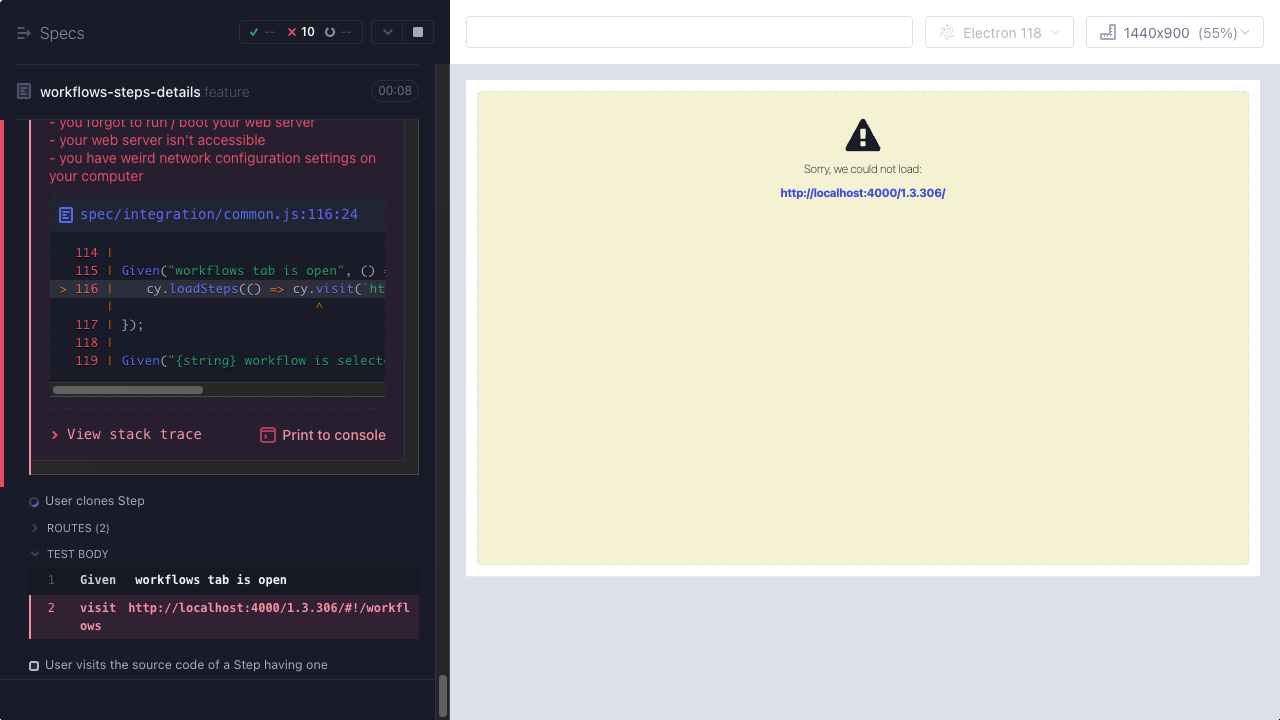 Specs
-- 10 --
workflows-steps-details.feature 00:08
- you forgot to run / boot your web server
- your web server isn't accessible
- you have weird network configuration settings on
your computer
spec/integration/common.js:116:24
114 |
115 | Given("workflows tab is open", () =
> 116 |     cy.loadSteps(() => cy.visit(`ht
| ^
117 | });
118 |
119 | Given("{string} workflow is selecte
View stack trace Print to console
User clones Step
ROUTES (2)
TEST BODY
1 Given workflows tab is open
2 visit http://localhost:4000/1.3.306/#!/workfl
ows
User visits the source code of a Step having one
Electron 118
1440x900 (55%)
Sorry, we could not load:
http://localhost:4000/1.3.306/